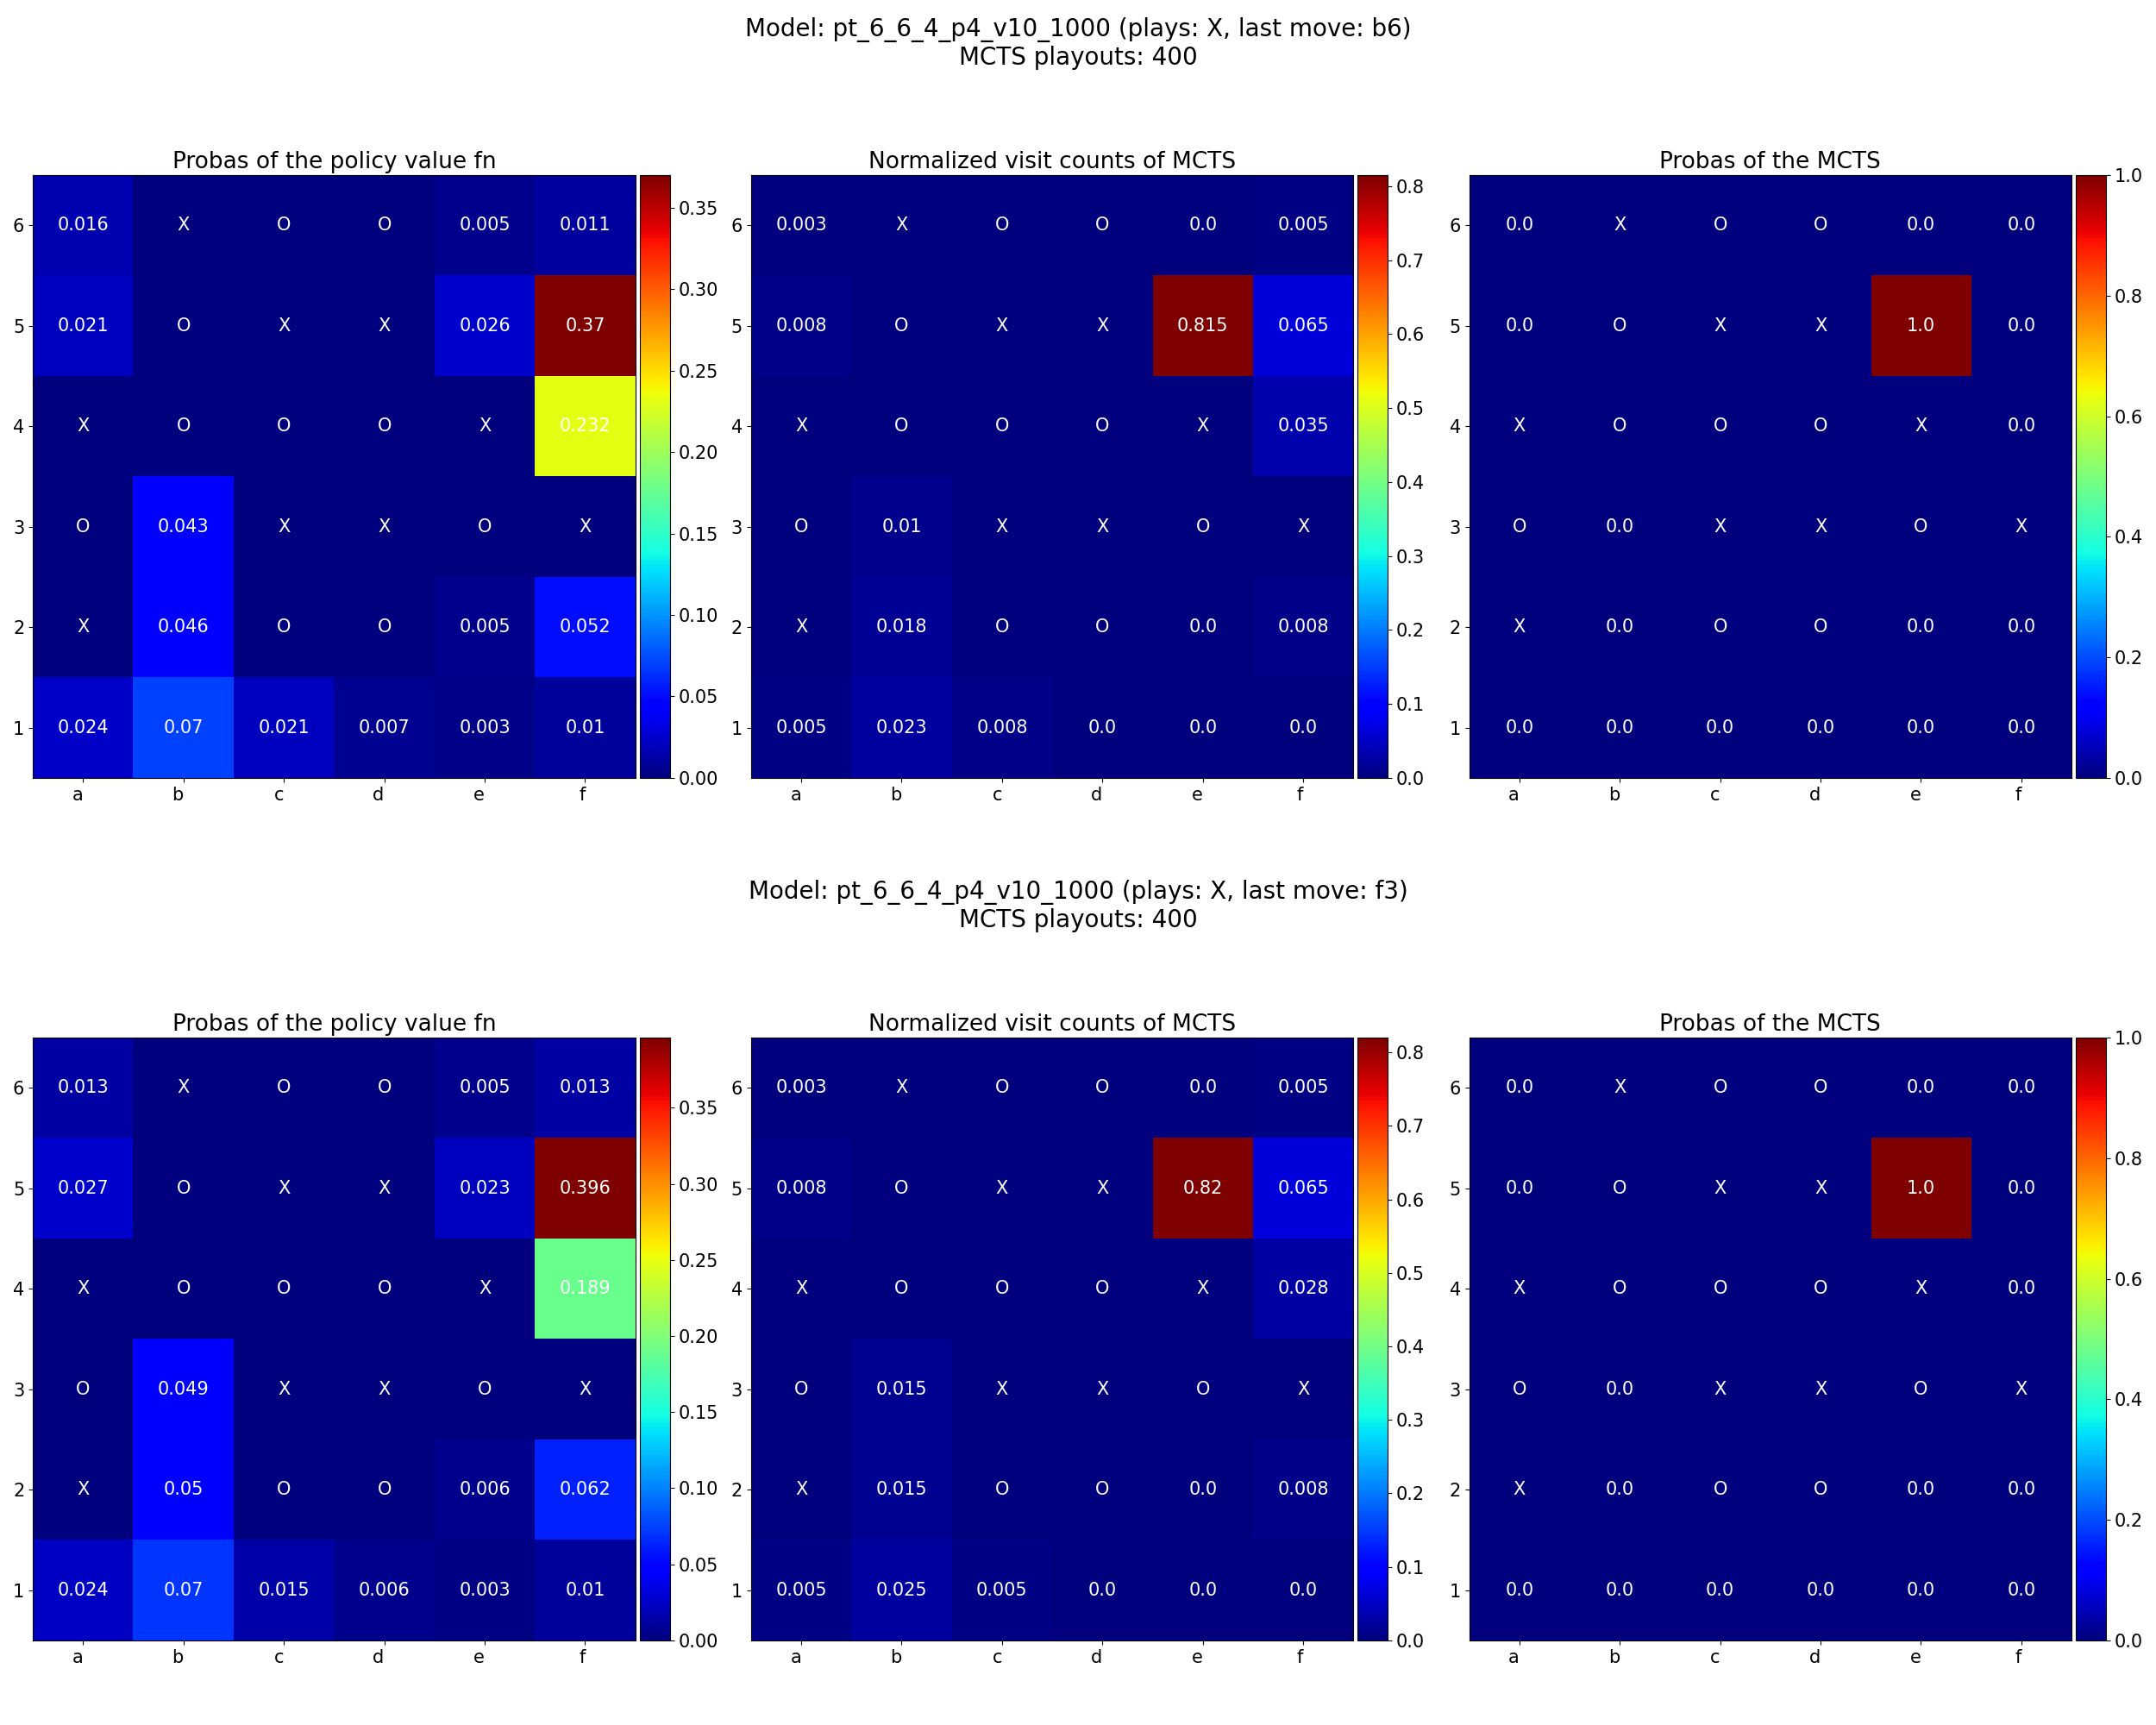 Model: pt_6_6_4_p4_v10_1000 (plays: X, last move: b6)
MCTS playouts: 400
Probas of the policy value fn
6 0.016 X O O 0.005 0.011
5 0.021 O X X 0.026 0.37
4 X O O O X 0.232
3 O 0.043 X X O X
2 X 0.046 O O 0.005 0.052
1 0.024 0.07 0.021 0.007 0.003 0.01
a b c d e f
0.35
0.30
0.25
0.20
0.15
0.10
0.05
0.00
Normalized visit counts of MCTS
6 0.003 X O O 0.0 0.005
5 0.008 O X X 0.815 0.065
4 X O O O X 0.035
3 O 0.01 X X O X
2 X 0.018 O O 0.0 0.008
1 0.005 0.023 0.008 0.0 0.0 0.0
a b c d e f
0.8
0.7
0.6
0.5
0.4
0.3
0.2
0.1
0.0
Probas of the MCTS
6 0.0 X O O 0.0 0.0
5 0.0 O X X 1.0 0.0
4 X O O O X 0.0
3 O 0.0 X X O X
2 X 0.0 O O 0.0 0.0
1 0.0 0.0 0.0 0.0 0.0 0.0
a b c d e f
1.0
0.8
0.6
0.4
0.2
0.0
Model: pt_6_6_4_p4_v10_1000 (plays: X, last move: f3)
MCTS playouts: 400
Probas of the policy value fn
6 0.013 X O O 0.005 0.013
5 0.027 O X X 0.023 0.396
4 X O O O X 0.189
3 O 0.049 X X O X
2 X 0.05 O O 0.006 0.062
1 0.024 0.07 0.015 0.006 0.003 0.01
a b c d e f
0.35
0.30
0.25
0.20
0.15
0.10
0.05
0.00
Normalized visit counts of MCTS
6 0.003 X O O 0.0 0.005
5 0.008 O X X 0.82 0.065
4 X O O O X 0.028
3 O 0.015 X X O X
2 X 0.015 O O 0.0 0.008
1 0.005 0.025 0.005 0.0 0.0 0.0
a b c d e f
0.8
0.7
0.6
0.5
0.4
0.3
0.2
0.1
0.0
Probas of the MCTS
6 0.0 X O O 0.0 0.0
5 0.0 O X X 1.0 0.0
4 X O O O X 0.0
3 O 0.0 X X O X
2 X 0.0 O O 0.0 0.0
1 0.0 0.0 0.0 0.0 0.0 0.0
a b c d e f
1.0
0.8
0.6
0.4
0.2
0.0